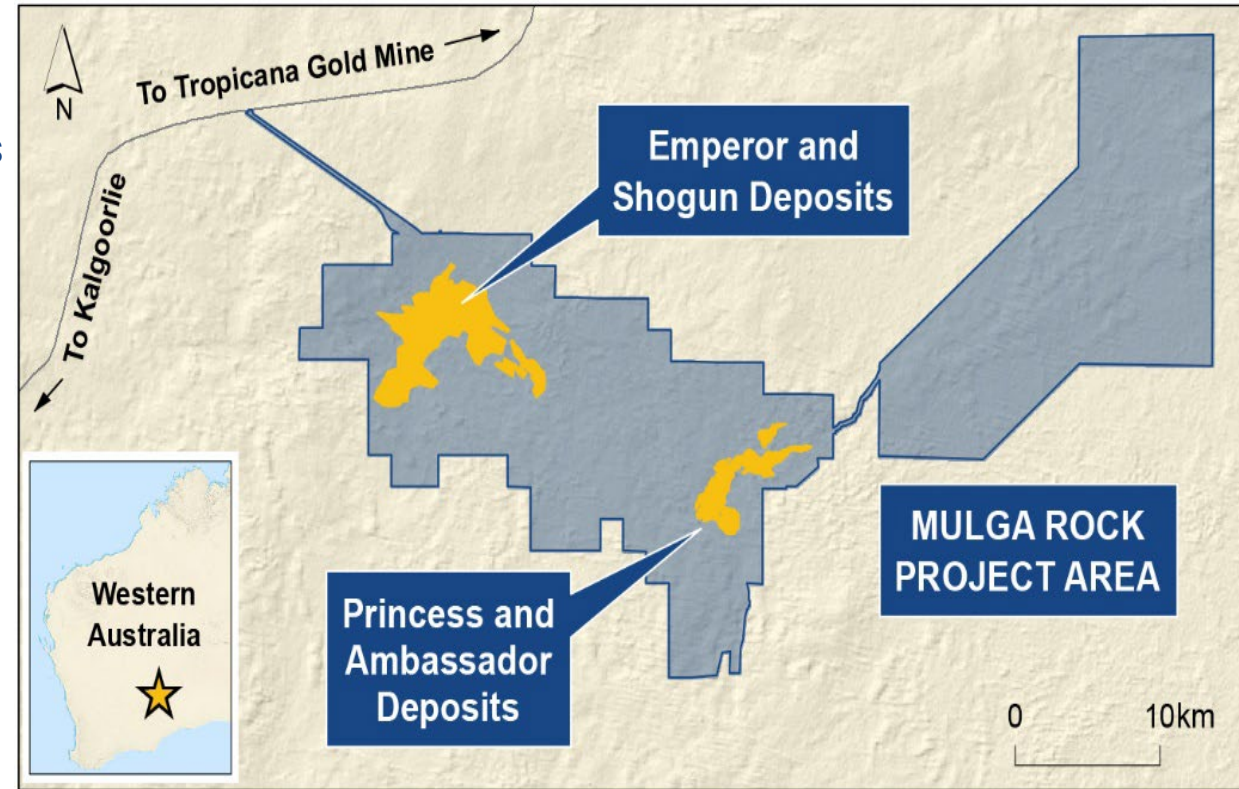 To Tropicana Gold Mine
N
s
To Kalgoorlie
Emperor and
Shogun Deposits
MULGA ROCK
PROJECT AREA
Princess and
Ambassador
Deposits
Western
Australia
0 10km